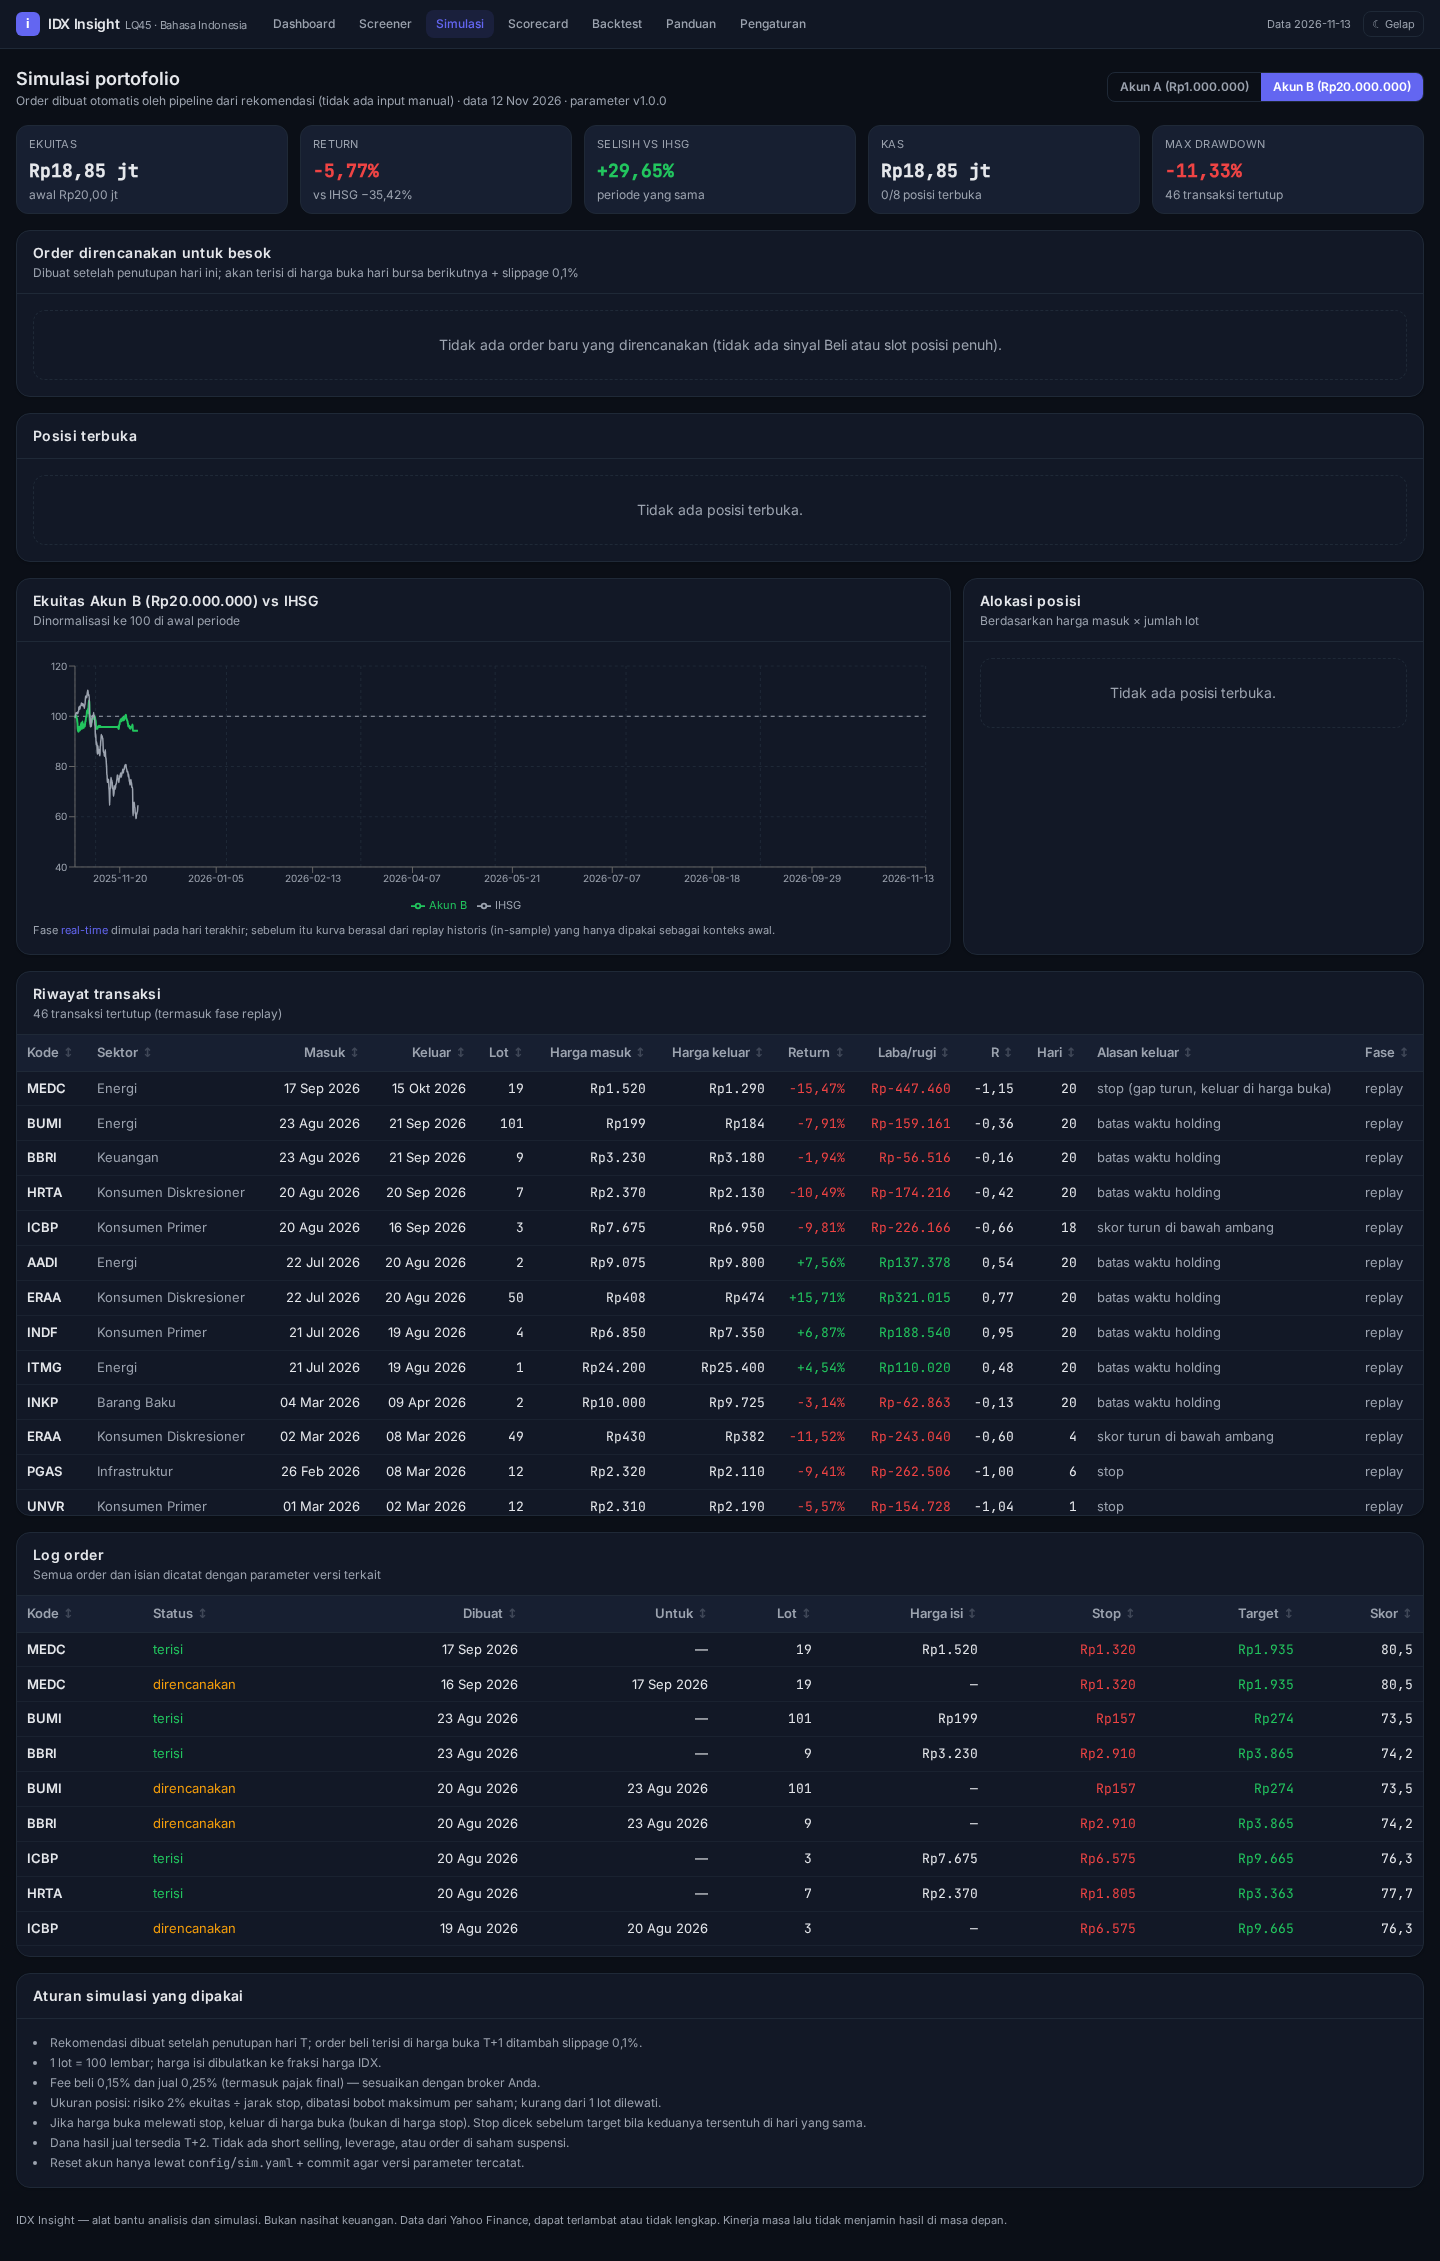 i IDX Insight LQ45 · Bahasa Indonesia Dashboard Screener Simulasi Scorecard Backtest Panduan Pengaturan Data 2026-11-13 ☾ Gelap
Simulasi portofolio
Order dibuat otomatis oleh pipeline dari rekomendasi (tidak ada input manual) · data 12 Nov 2026 · parameter v1.0.0
Akun A (Rp1.000.000) Akun B (Rp20.000.000)
EKUITAS
Rp18,85 jt
awal Rp20,00 jt
RETURN
-5,77%
vs IHSG −35,42%
SELISIH VS IHSG
+29,65%
periode yang sama
KAS
Rp18,85 jt
0/8 posisi terbuka
MAX DRAWDOWN
-11,33%
46 transaksi tertutup
Order direncanakan untuk besok
Dibuat setelah penutupan hari ini; akan terisi di harga buka hari bursa berikutnya + slippage 0,1%
Tidak ada order baru yang direncanakan (tidak ada sinyal Beli atau slot posisi penuh).
Posisi terbuka
Tidak ada posisi terbuka.
Ekuitas Akun B (Rp20.000.000) vs IHSG
Dinormalisasi ke 100 di awal periode
120
100
80
60
40
2025-11-20 2026-01-05 2026-02-13 2026-04-07 2026-05-21 2026-07-07 2026-08-18 2026-09-29 2026-11-13
Akun B IHSG
Fase real-time dimulai pada hari terakhir; sebelum itu kurva berasal dari replay historis (in-sample) yang hanya dipakai sebagai konteks awal.
Alokasi posisi
Berdasarkan harga masuk × jumlah lot
Tidak ada posisi terbuka.
Riwayat transaksi
46 transaksi tertutup (termasuk fase replay)
Kode ↕ Sektor ↕ Masuk ↕ Keluar ↕ Lot ↕ Harga masuk ↕ Harga keluar ↕ Return ↕ Laba/rugi ↕ R ↕ Hari ↕ Alasan keluar ↕ Fase ↕
MEDC Energi 17 Sep 2026 15 Okt 2026 19 Rp1.520 Rp1.290 -15,47% Rp-447.460 -1,15 20 stop (gap turun, keluar di harga buka) replay
BUMI Energi 23 Agu 2026 21 Sep 2026 101 Rp199 Rp184 -7,91% Rp-159.161 -0,36 20 batas waktu holding replay
BBRI Keuangan 23 Agu 2026 21 Sep 2026 9 Rp3.230 Rp3.180 -1,94% Rp-56.516 -0,16 20 batas waktu holding replay
HRTA Konsumen Diskresioner 20 Agu 2026 20 Sep 2026 7 Rp2.370 Rp2.130 -10,49% Rp-174.216 -0,42 20 batas waktu holding replay
ICBP Konsumen Primer 20 Agu 2026 16 Sep 2026 3 Rp7.675 Rp6.950 -9,81% Rp-226.166 -0,66 18 skor turun di bawah ambang replay
AADI Energi 22 Jul 2026 20 Agu 2026 2 Rp9.075 Rp9.800 +7,56% Rp137.378 0,54 20 batas waktu holding replay
ERAA Konsumen Diskresioner 22 Jul 2026 20 Agu 2026 50 Rp408 Rp474 +15,71% Rp321.015 0,77 20 batas waktu holding replay
INDF Konsumen Primer 21 Jul 2026 19 Agu 2026 4 Rp6.850 Rp7.350 +6,87% Rp188.540 0,95 20 batas waktu holding replay
ITMG Energi 21 Jul 2026 19 Agu 2026 1 Rp24.200 Rp25.400 +4,54% Rp110.020 0,48 20 batas waktu holding replay
INKP Barang Baku 04 Mar 2026 09 Apr 2026 2 Rp10.000 Rp9.725 -3,14% Rp-62.863 -0,13 20 batas waktu holding replay
ERAA Konsumen Diskresioner 02 Mar 2026 08 Mar 2026 49 Rp430 Rp382 -11,52% Rp-243.040 -0,60 4 skor turun di bawah ambang replay
PGAS Infrastruktur 26 Feb 2026 08 Mar 2026 12 Rp2.320 Rp2.110 -9,41% Rp-262.506 -1,00 6 stop replay
UNVR Konsumen Primer 01 Mar 2026 02 Mar 2026 12 Rp2.310 Rp2.190 -5,57% Rp-154.728 -1,04 1 stop replay
Log order
Semua order dan isian dicatat dengan parameter versi terkait
Kode ↕ Status ↕ Dibuat ↕ Untuk ↕ Lot ↕ Harga isi ↕ Stop ↕ Target ↕ Skor ↕
MEDC terisi 17 Sep 2026 — 19 Rp1.520 Rp1.320 Rp1.935 80,5
MEDC direncanakan 16 Sep 2026 17 Sep 2026 19 — Rp1.320 Rp1.935 80,5
BUMI terisi 23 Agu 2026 — 101 Rp199 Rp157 Rp274 73,5
BBRI terisi 23 Agu 2026 — 9 Rp3.230 Rp2.910 Rp3.865 74,2
BUMI direncanakan 20 Agu 2026 23 Agu 2026 101 — Rp157 Rp274 73,5
BBRI direncanakan 20 Agu 2026 23 Agu 2026 9 — Rp2.910 Rp3.865 74,2
ICBP terisi 20 Agu 2026 — 3 Rp7.675 Rp6.575 Rp9.665 76,3
HRTA terisi 20 Agu 2026 — 7 Rp2.370 Rp1.805 Rp3.363 77,7
ICBP direncanakan 19 Agu 2026 20 Agu 2026 3 — Rp6.575 Rp9.665 76,3
Aturan simulasi yang dipakai
• Rekomendasi dibuat setelah penutupan hari T; order beli terisi di harga buka T+1 ditambah slippage 0,1%.
• 1 lot = 100 lembar; harga isi dibulatkan ke fraksi harga IDX.
• Fee beli 0,15% dan jual 0,25% (termasuk pajak final) — sesuaikan dengan broker Anda.
• Ukuran posisi: risiko 2% ekuitas ÷ jarak stop, dibatasi bobot maksimum per saham; kurang dari 1 lot dilewati.
• Jika harga buka melewati stop, keluar di harga buka (bukan di harga stop). Stop dicek sebelum target bila keduanya tersentuh di hari yang sama.
• Dana hasil jual tersedia T+2. Tidak ada short selling, leverage, atau order di saham suspensi.
• Reset akun hanya lewat config/sim.yaml + commit agar versi parameter tercatat.
IDX Insight — alat bantu analisis dan simulasi. Bukan nasihat keuangan. Data dari Yahoo Finance, dapat terlambat atau tidak lengkap. Kinerja masa lalu tidak menjamin hasil di masa depan.